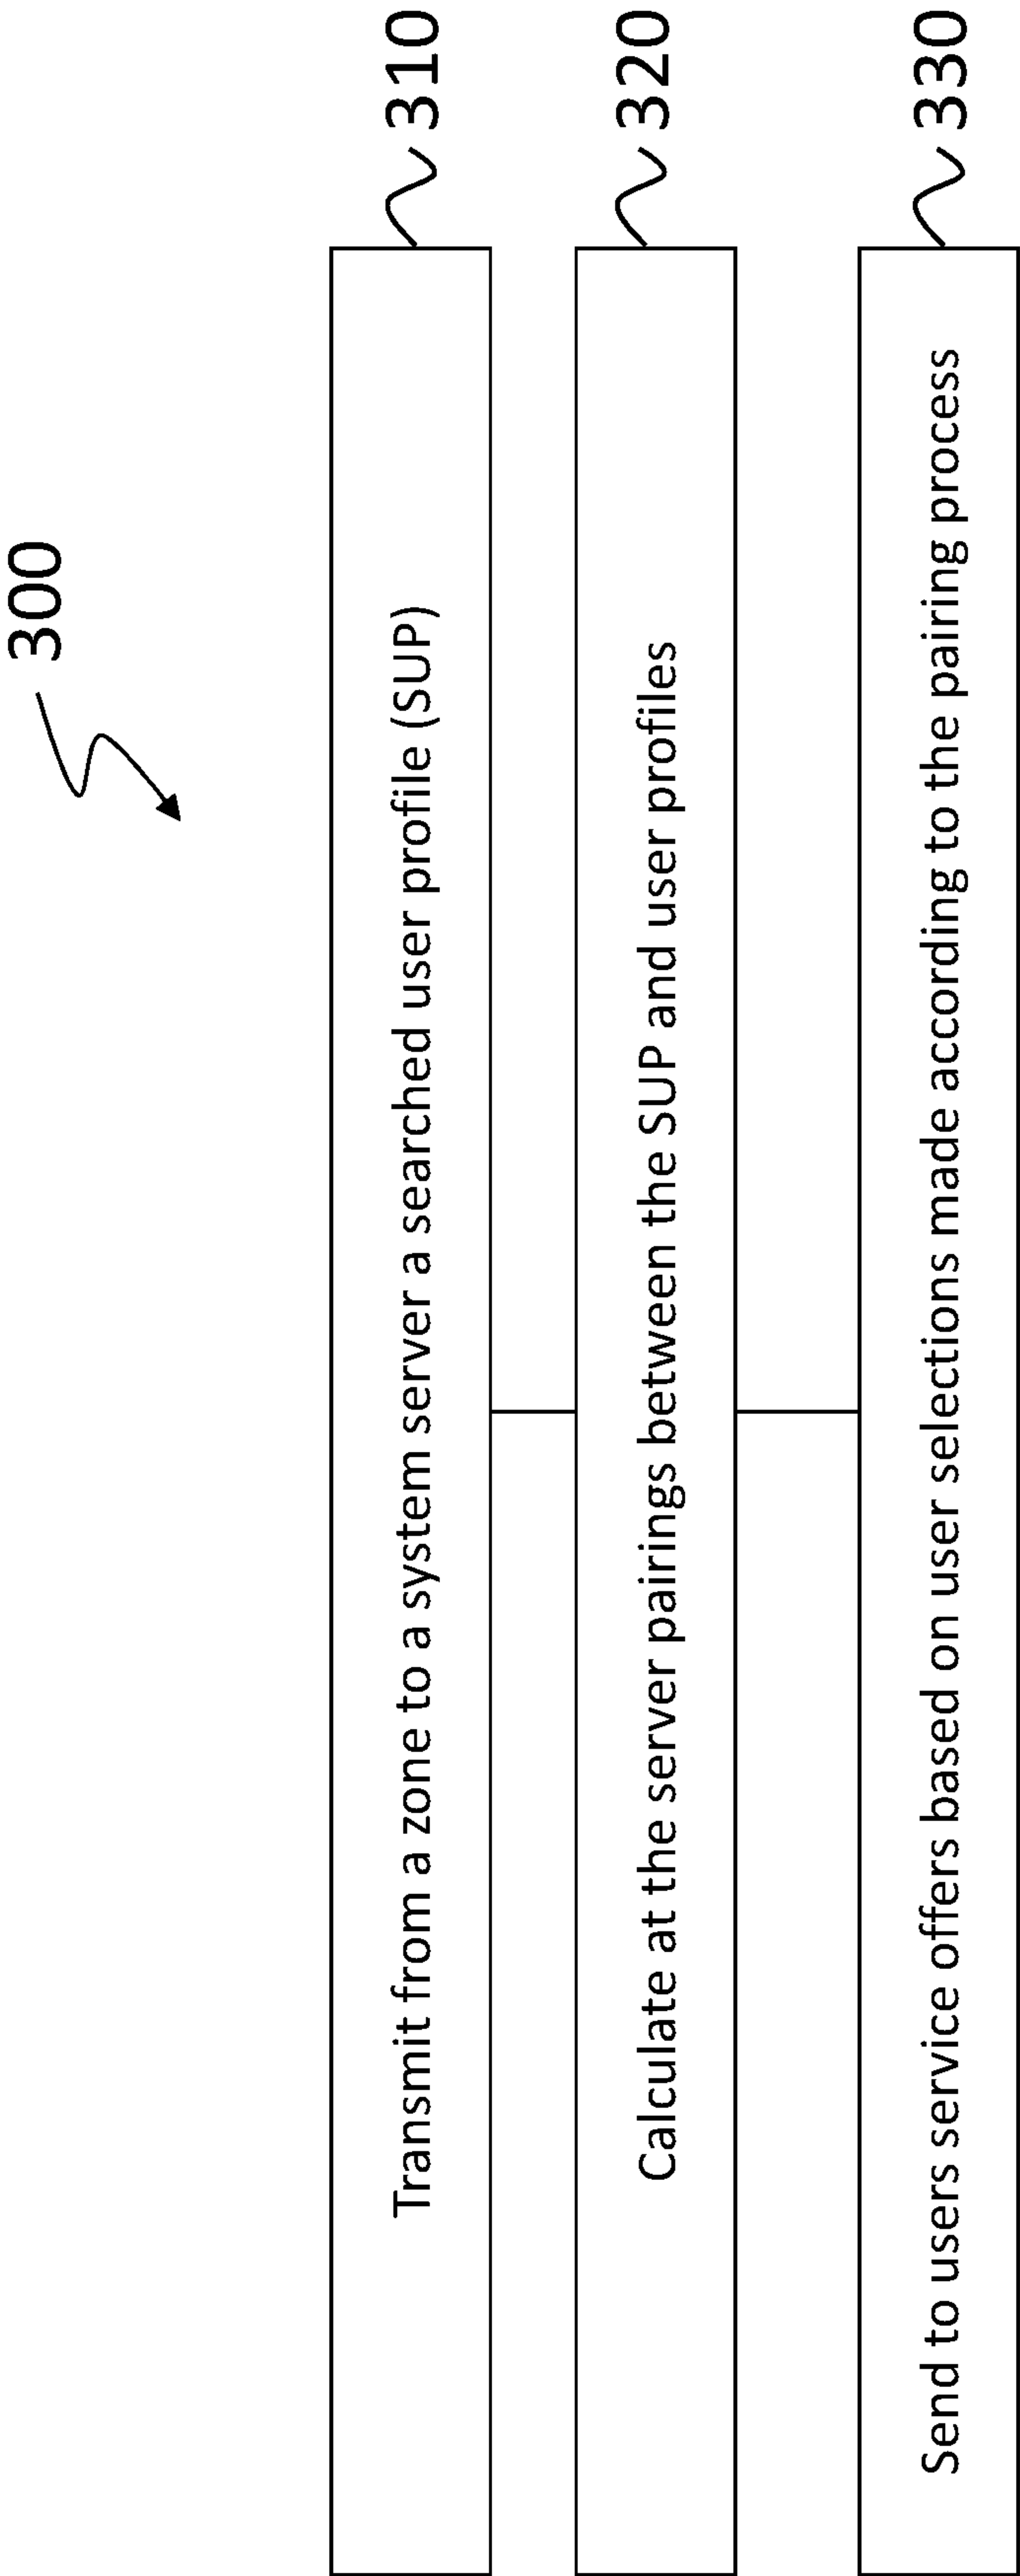 300
Transmit from a zone to a system server a searched user profile (SUP)
310
Calculate at the server pairings between the SUP and user profiles
320
Send to users service offers based on user selections made according to the pairing process
330